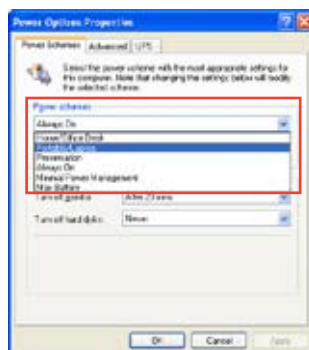 Power Options Properties
Power Schemes Advanced UPS
Select the power scheme with the most appropriate settings for
this computer. Note that changing the settings below will modify
the selected scheme.
Power schemes
Always On
Home/Office Desk
Portable/Laptop
Presentation
Always On
Minimal Power Management
Max Battery
Turn off monitor: After 20 mins
Turn off hard disks: Never
OK Cancel Apply